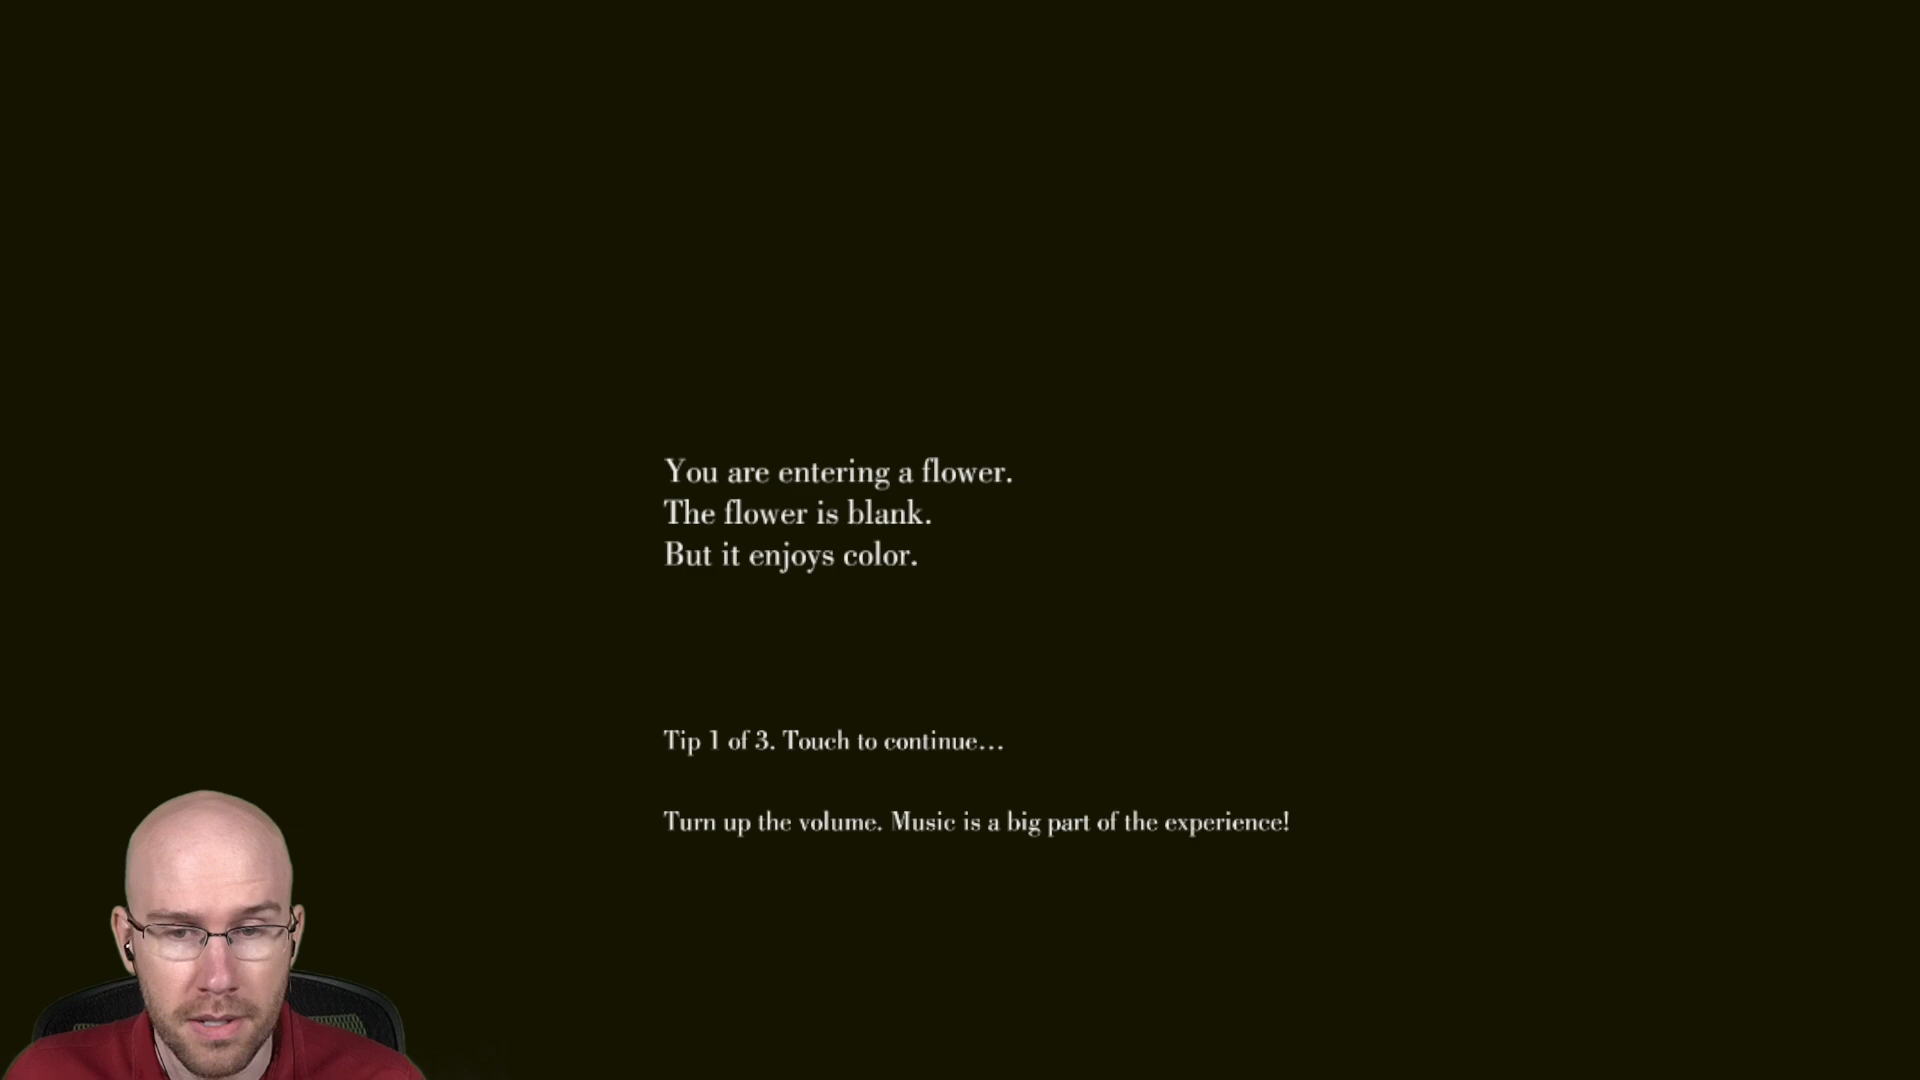 You are entering a flower.
The flower is blank.
But it enjoys color.
Tip 1 of 3. Touch to continue...
Turn up the volume. Music is a big part of the experience!